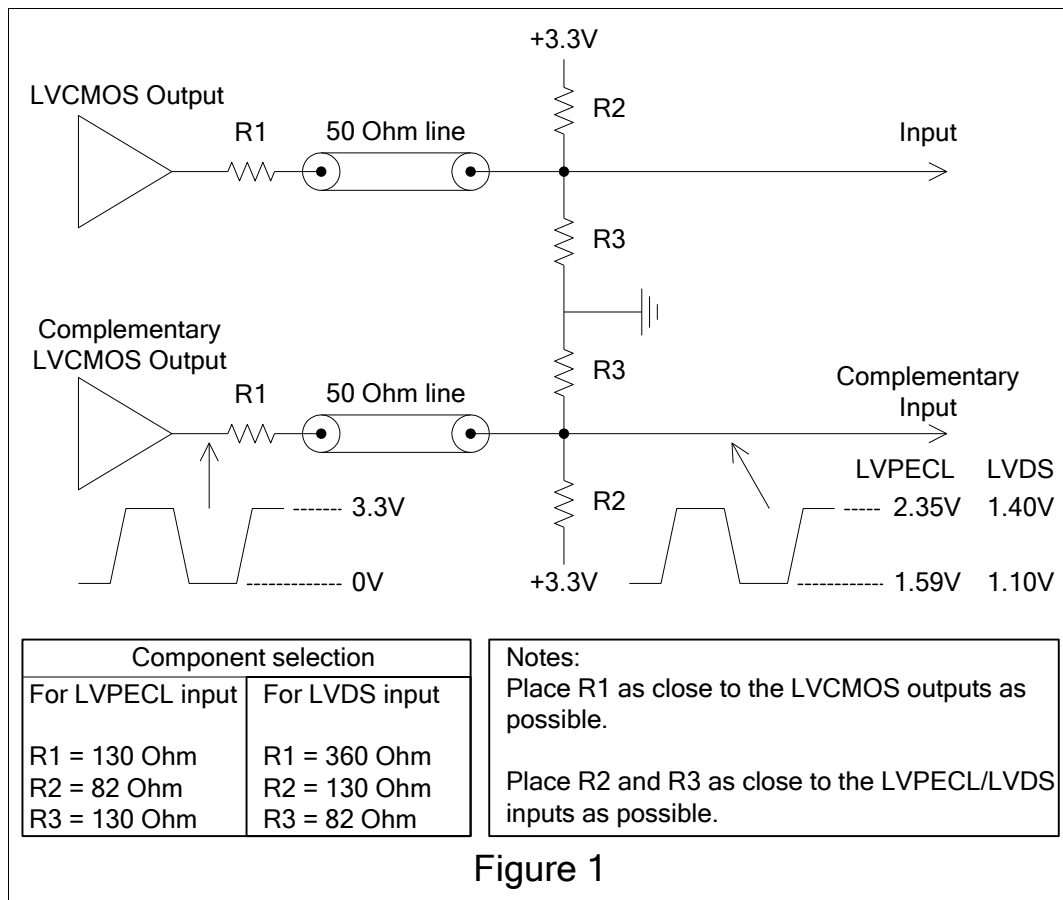 +3.3V
LVCMOS Output
R1
50 Ohm line
R2
Input
R3
Complementary
LVCMOS Output
R1
50 Ohm line
R3
Complementary
Input
R2
LVPECL LVDS
3.3V
0V
+3.3V
2.35V 1.40V
1.59V 1.10V
Component selection
For LVPECL input
R1 = 130 Ohm
R2 = 82 Ohm
R3 = 130 Ohm
For LVDS input
R1 = 360 Ohm
R2 = 130 Ohm
R3 = 82 Ohm
Notes:
Place R1 as close to the LVCMOS outputs as
possible.
Place R2 and R3 as close to the LVPECL/LVDS
inputs as possible.
Figure 1